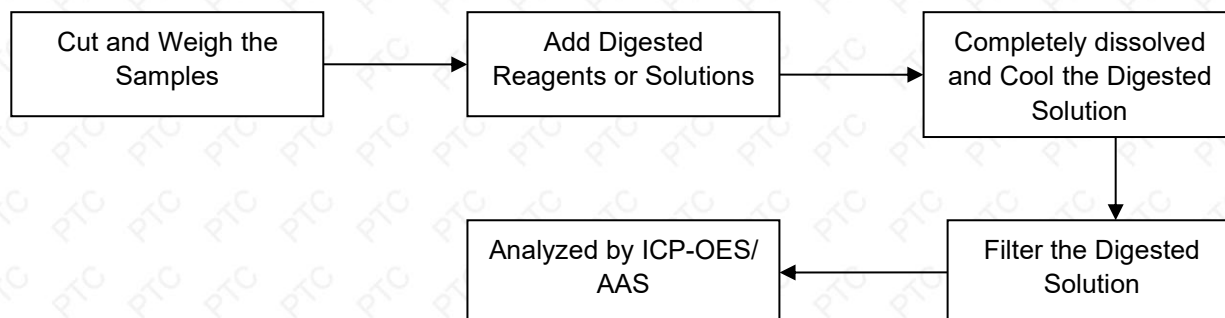 Cut and Weigh the
Samples
Add Digested
Reagents or Solutions
Completely dissolved
and Cool the Digested
Solution
Filter the Digested
Solution
Analyzed by ICP-OES/
AAS